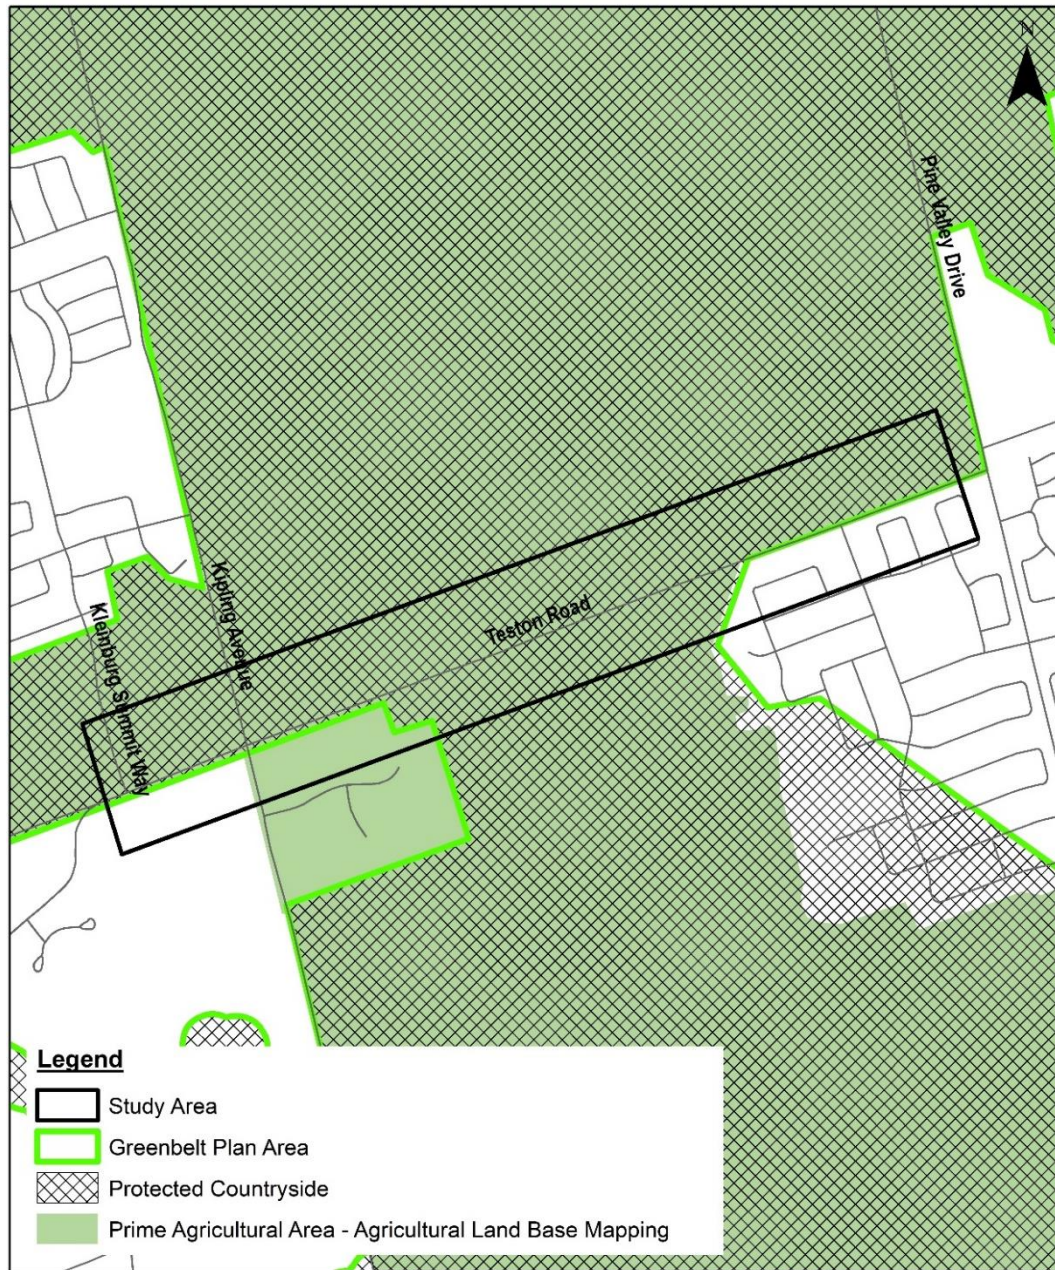 N
Pine Valley Drive
Kipling Avenue
Teston Road
Kleinburg Summit Way
Legend
Study Area
Greenbelt Plan Area
Protected Countryside
Prime Agricultural Area - Agricultural Land Base Mapping